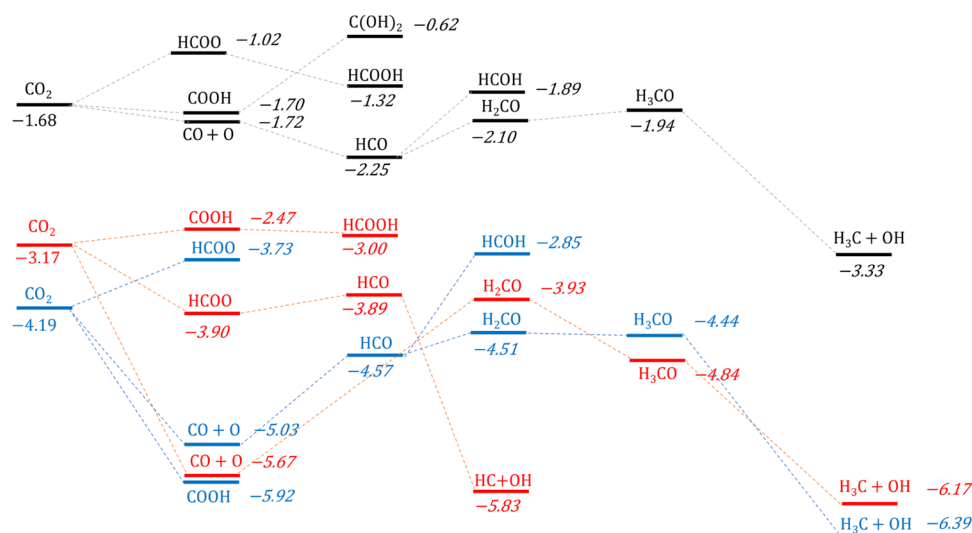 C(OH)₂ −0.62
HCOO −1.02
HCOOH
−1.32
CO₂
−1.68
COOH −1.70
CO + O −1.72
HCO
−2.25
HCOH −1.89
H₂CO
−2.10
H₃CO
−1.94
H₃C + OH
−3.33
CO₂
−3.17
COOH −2.47
HCOO −3.73
HCOOH
−3.00
HCOH −2.85
CO₂
−4.19
HCOO
−3.90
HCO
−3.89
H₂CO −3.93
H₂CO
−4.51
HCO
−4.57
H₃CO −4.44
H₃CO −4.84
CO + O −5.03
CO + O −5.67
COOH −5.92
HC+OH
−5.83
H₃C + OH −6.17
H₃C + OH −6.39